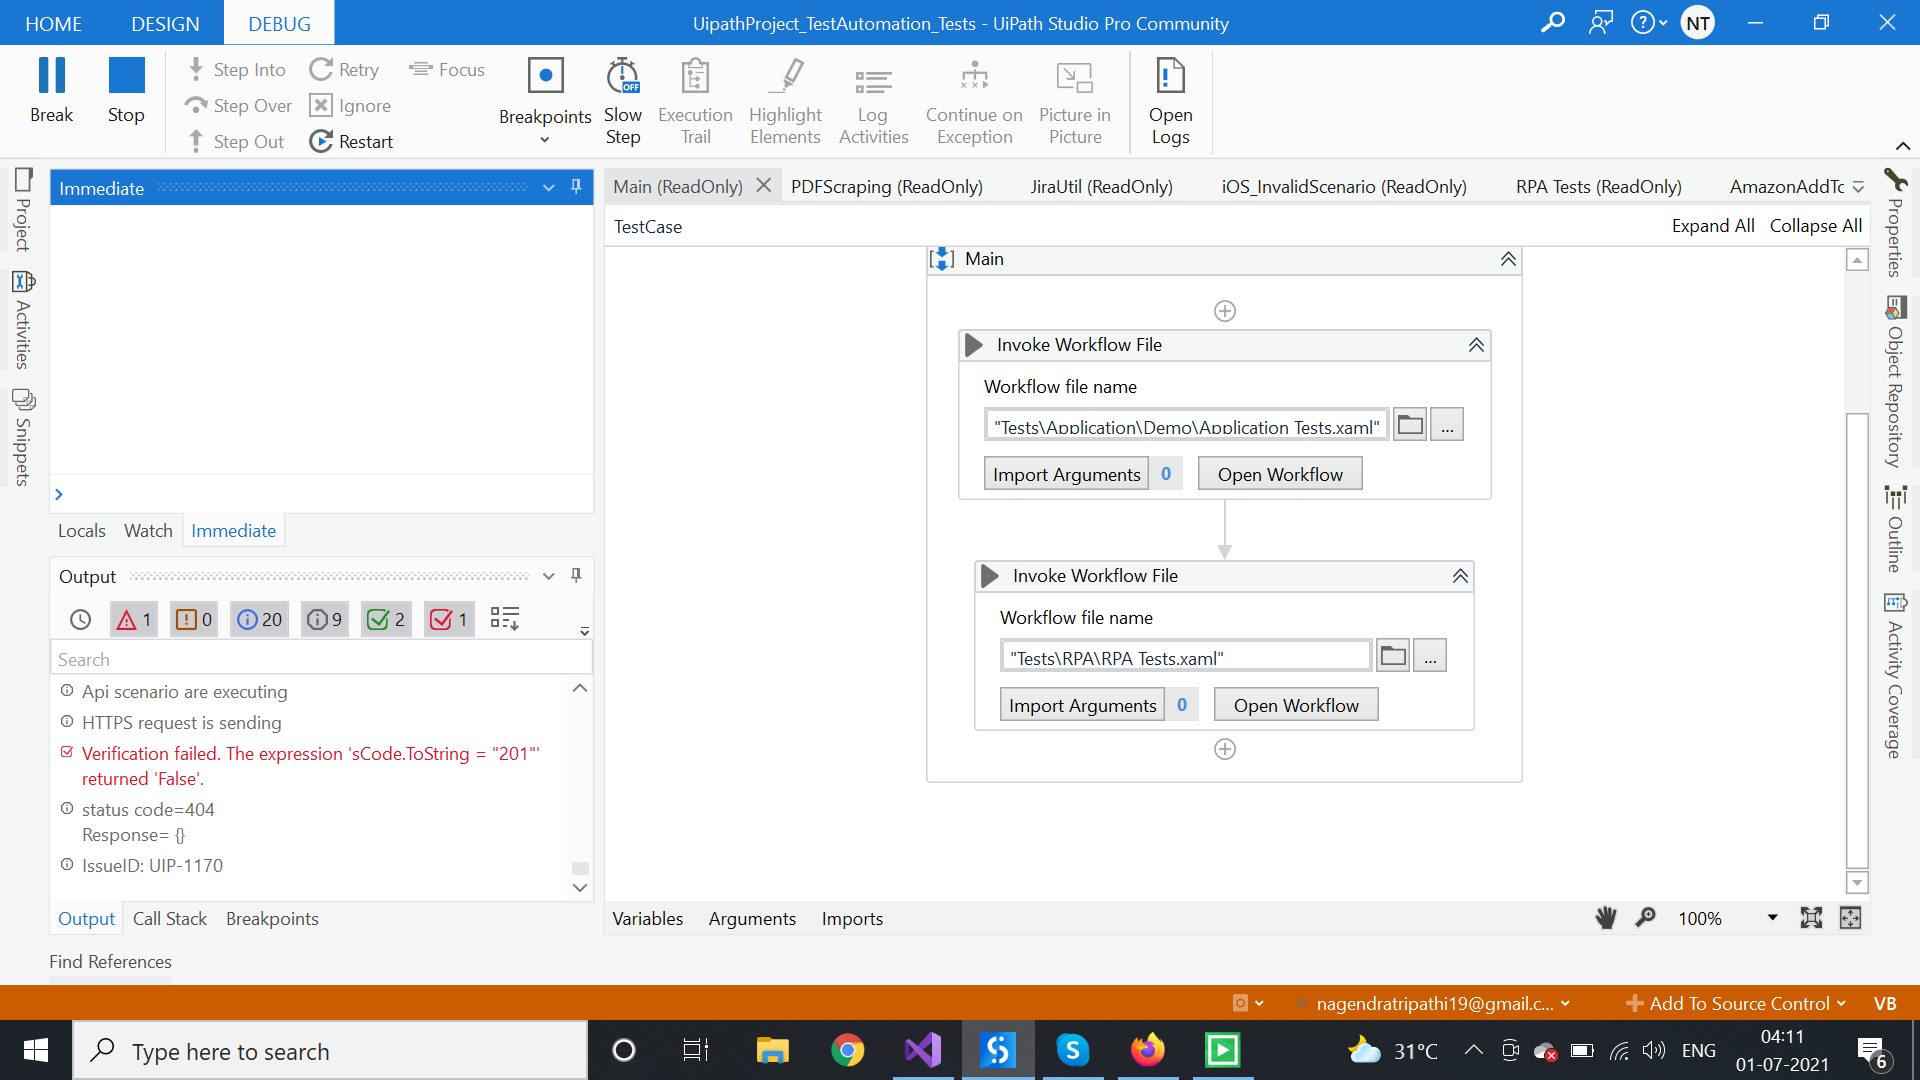 HOME DESIGN DEBUG
UipathProject_TestAutomation_Tests - UiPath Studio Pro Community
NT
Break
Stop
Step Into
Step Over
Step Out
Retry
Ignore
Restart
Focus
Breakpoints
Slow
Step
OFF
Execution
Trail
Highlight
Elements
Log
Activities
Continue on
Exception
Picture in
Picture
Open
Logs
Project
Activities
Snippets
Immediate
Locals Watch Immediate
Output
1 0 20 9 2 1
Search
Api scenario are executing
HTTPS request is sending
Verification failed. The expression 'sCode.ToString = "201"'
returned 'False'.
status code=404
Response= {}
IssueID: UIP-1170
Output Call Stack Breakpoints
Find References
Main (ReadOnly) PDFScraping (ReadOnly) JiraUtil (ReadOnly) iOS_InvalidScenario (ReadOnly) RPA Tests (ReadOnly) AmazonAddTc
TestCase
Expand All Collapse All
Main
Invoke Workflow File
Workflow file name
"Tests\Application\Demo\Application Tests.xaml"
...
Import Arguments 0 Open Workflow
Invoke Workflow File
Workflow file name
"Tests\RPA\RPA Tests.xaml"
...
Import Arguments 0 Open Workflow
Variables Arguments Imports
100%
Properties
Object Repository
Outline
Activity Coverage
nagendratripathi19@gmail.c...
Add To Source Control
VB
Type here to search
31°C
ENG
04:11
01-07-2021
6